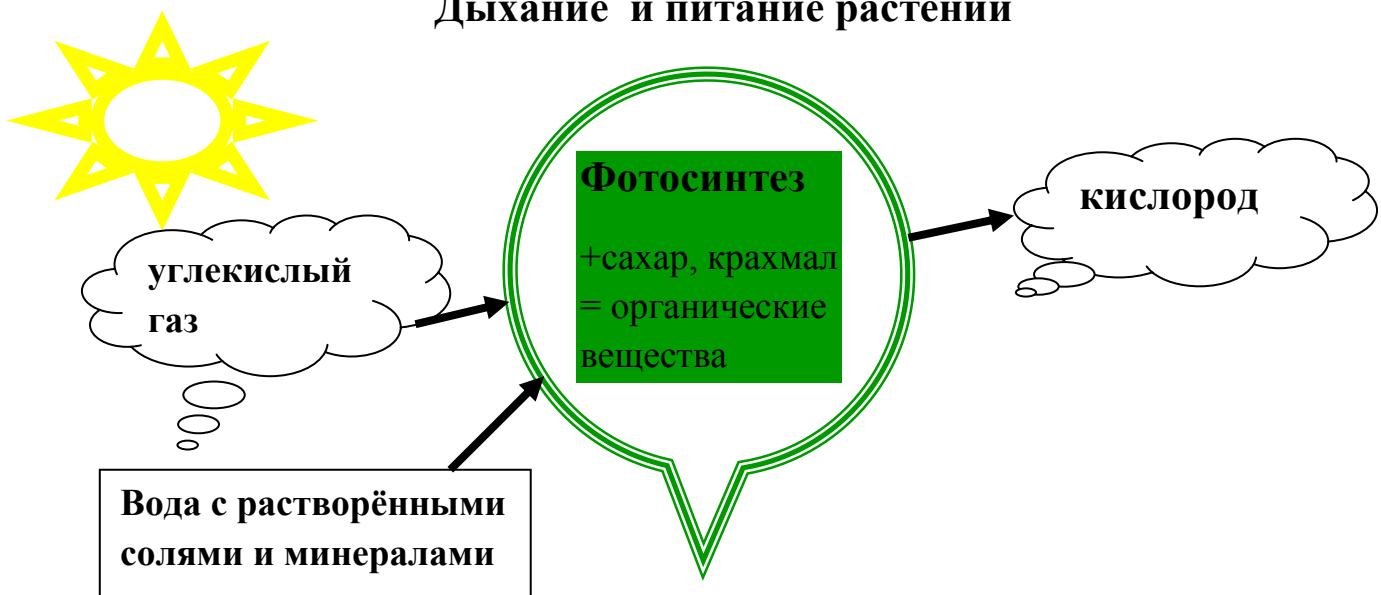 Дыхание и питание растений
Фотосинтез
+сахар, крахмал
= органические
вещества
кислород
углекислый
газ
Вода с растворёнными
солями и минералами